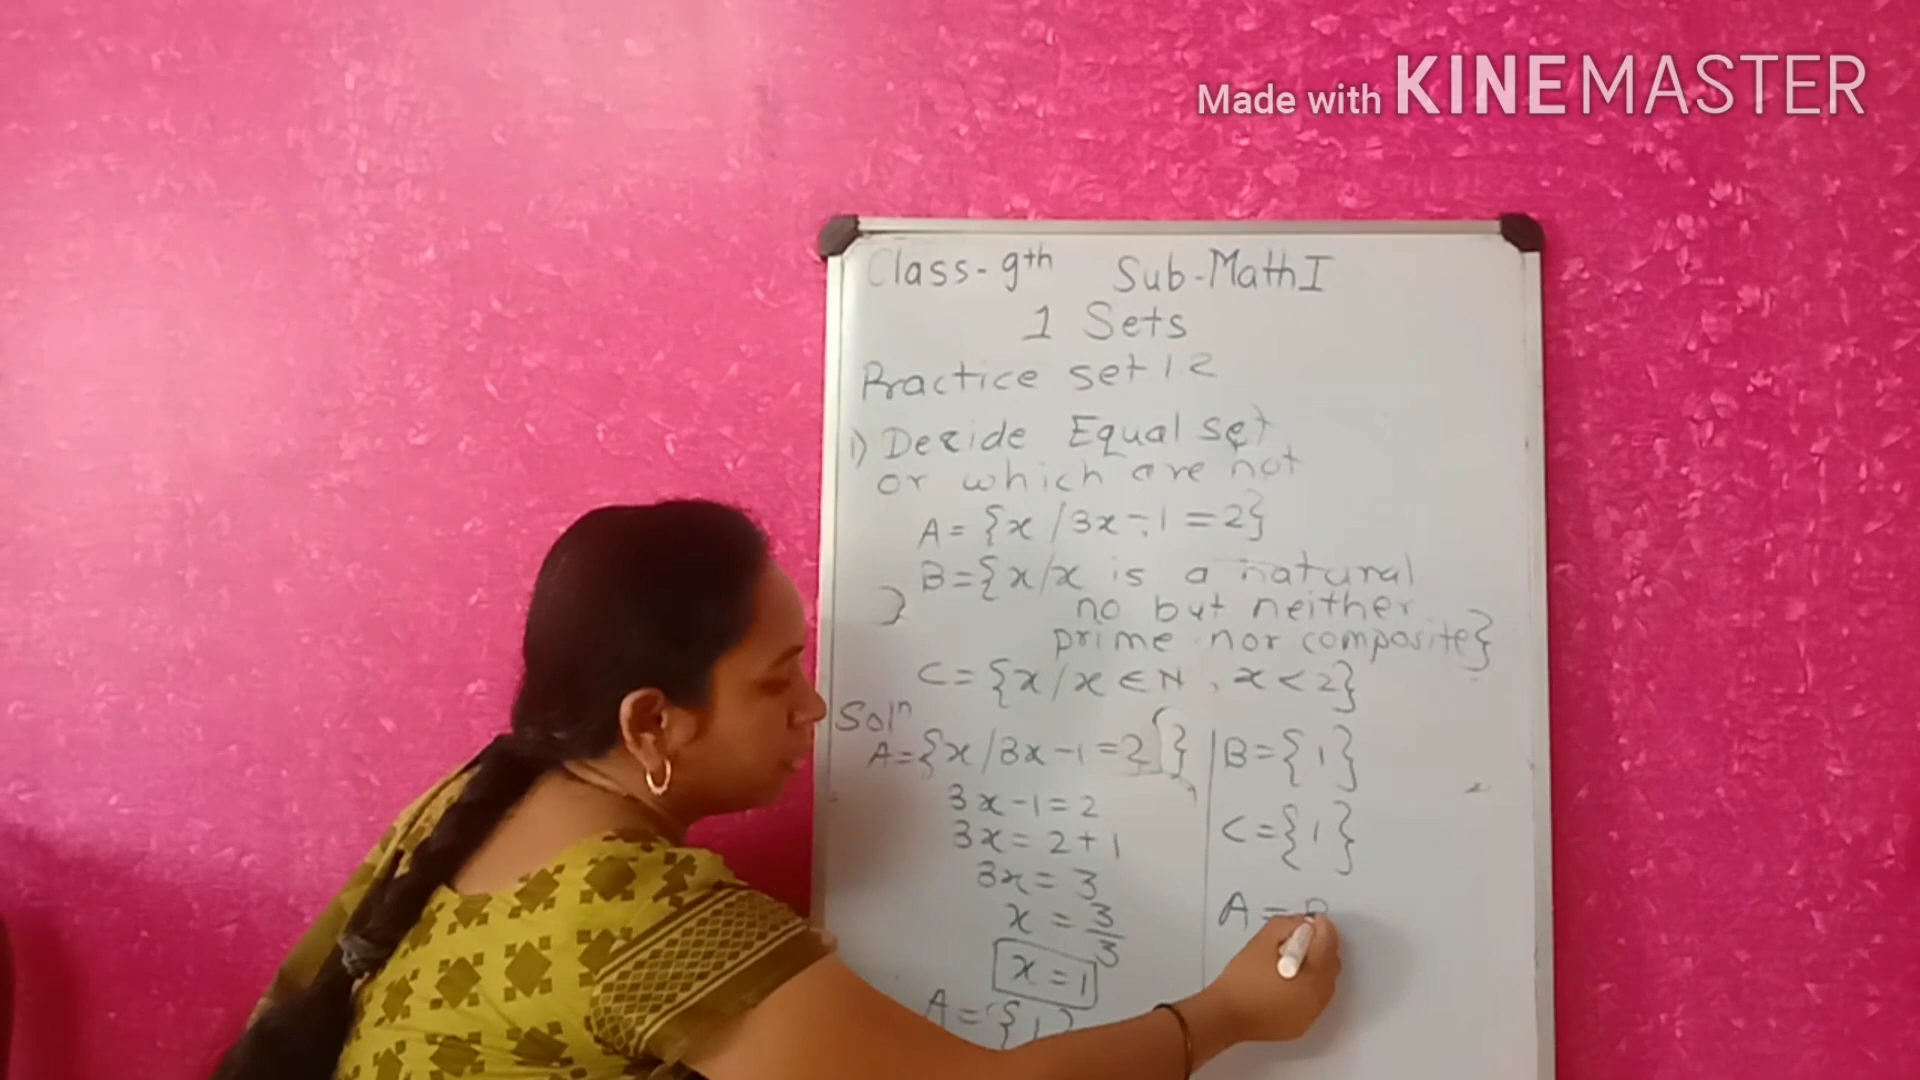 Made with KINEMASTER
Class-9th Sub-Math I
1 Sets
Practice set 1 2
1) Decide Equal set
or which are not
A = {x / 3x - 1 = 2}
B = {x/x is a natural
no but neither
prime nor composite}
}
C = {x/x ∈ N, x < 2}
Solⁿ
A = {x / 3x - 1 = 2}
3x - 1 = 2
3x = 2 + 1
3x = 3
x = 3/3
x = 1
A = {1}
B = {1}
C = {1}
A =